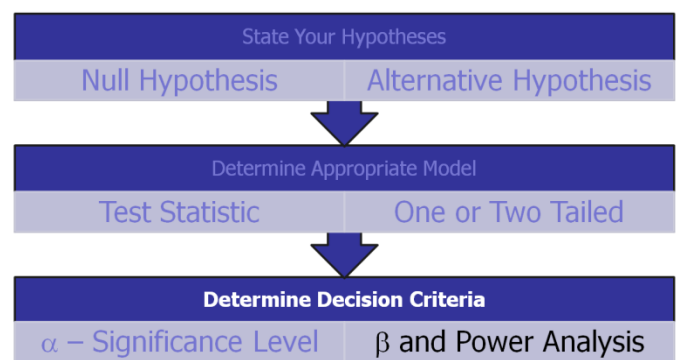 State Your Hypotheses
Null Hypothesis Alternative Hypothesis
Determine Appropriate Model
Test Statistic One or Two Tailed
Determine Decision Criteria
α – Significance Level β and Power Analysis